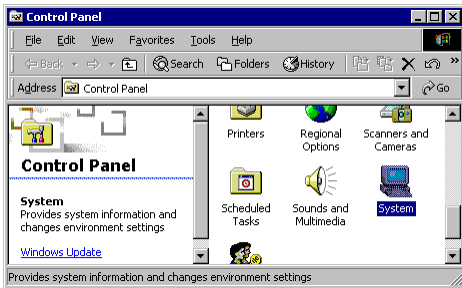 Control Panel
File Edit View Favorites Tools Help
Back Search Folders History
Address Control Panel Go
Printers Regional Options Scanners and Cameras
Control Panel
System
Provides system information and
changes environment settings
Windows Update
Scheduled Tasks Sounds and Multimedia System
Provides system information and changes environment settings